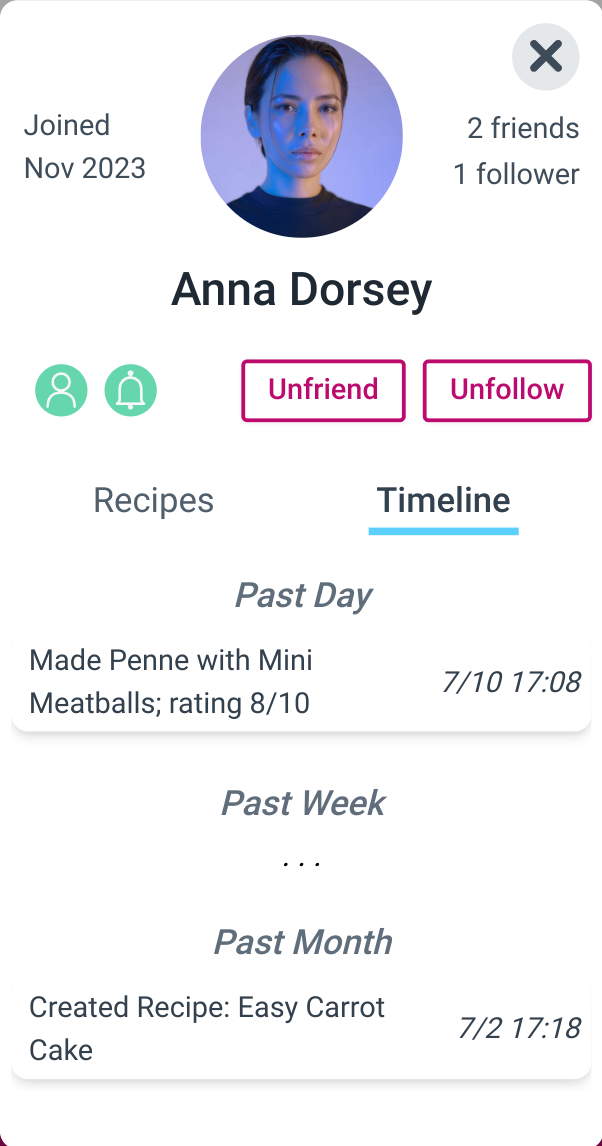 Joined
Nov 2023
2 friends
1 follower
Anna Dorsey
Unfriend
Unfollow
Recipes
Timeline
Past Day
Made Penne with Mini
Meatballs; rating 8/10
7/10 17:08
Past Week
. . .
Past Month
Created Recipe: Easy Carrot
Cake
7/2 17:18